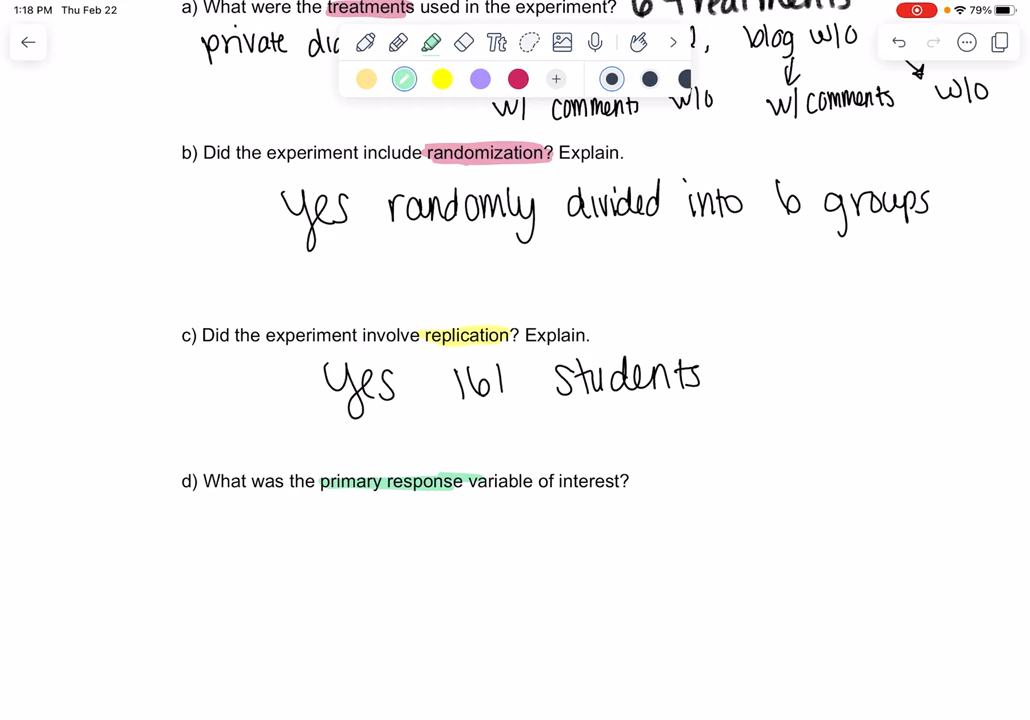 1:18 PM Thu Feb 22 79%
a) What were the treatments used in the experiment? 6 Treatments
private blog w/o
w/ comments w/o w/ comments w/o
b) Did the experiment include randomization? Explain.
yes randomly divided into 6 groups
c) Did the experiment involve replication? Explain.
yes 161 students
d) What was the primary response variable of interest?